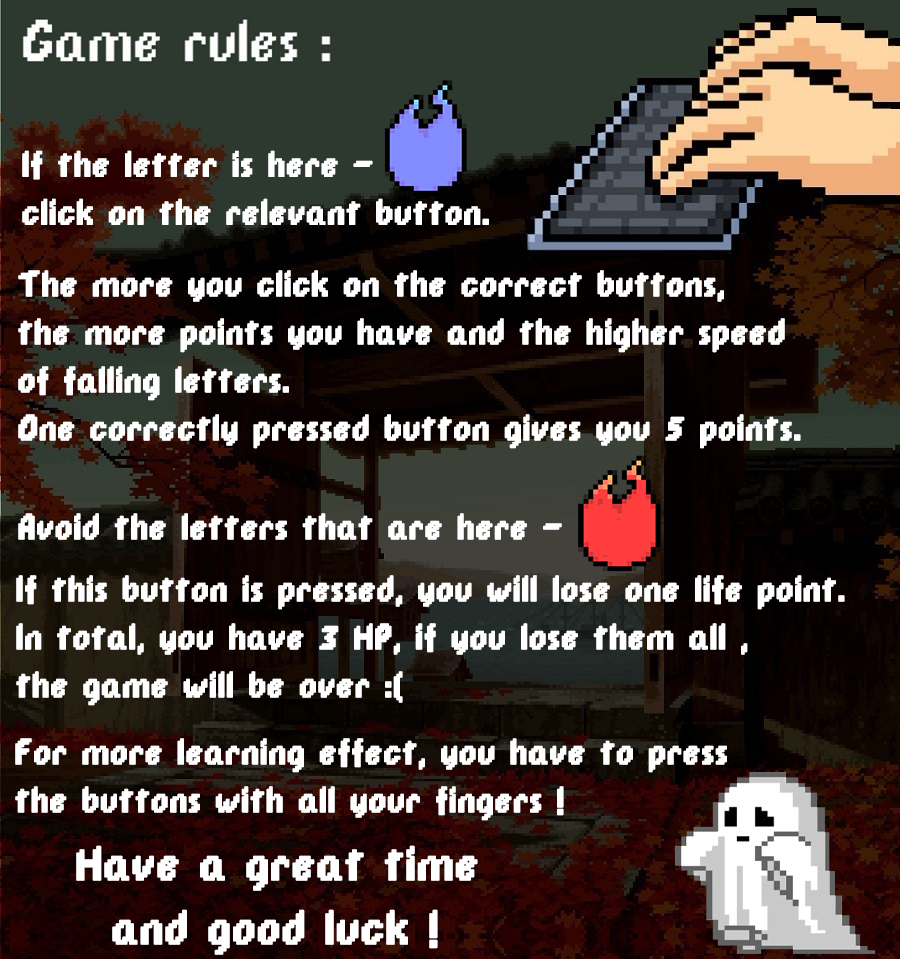 Game rules :
If the letter is here -
click on the relevant button.
The more you click on the correct buttons,
the more points you have and the higher speed
of falling letters.
One correctly pressed button gives you 5 points.
Avoid the letters that are here -
If this button is pressed, you will lose one life point.
In total, you have 3 HP, if you lose them all ,
the game will be over :(
For more learning effect, you have to press
the buttons with all your fingers !
Have a great time
and good luck !